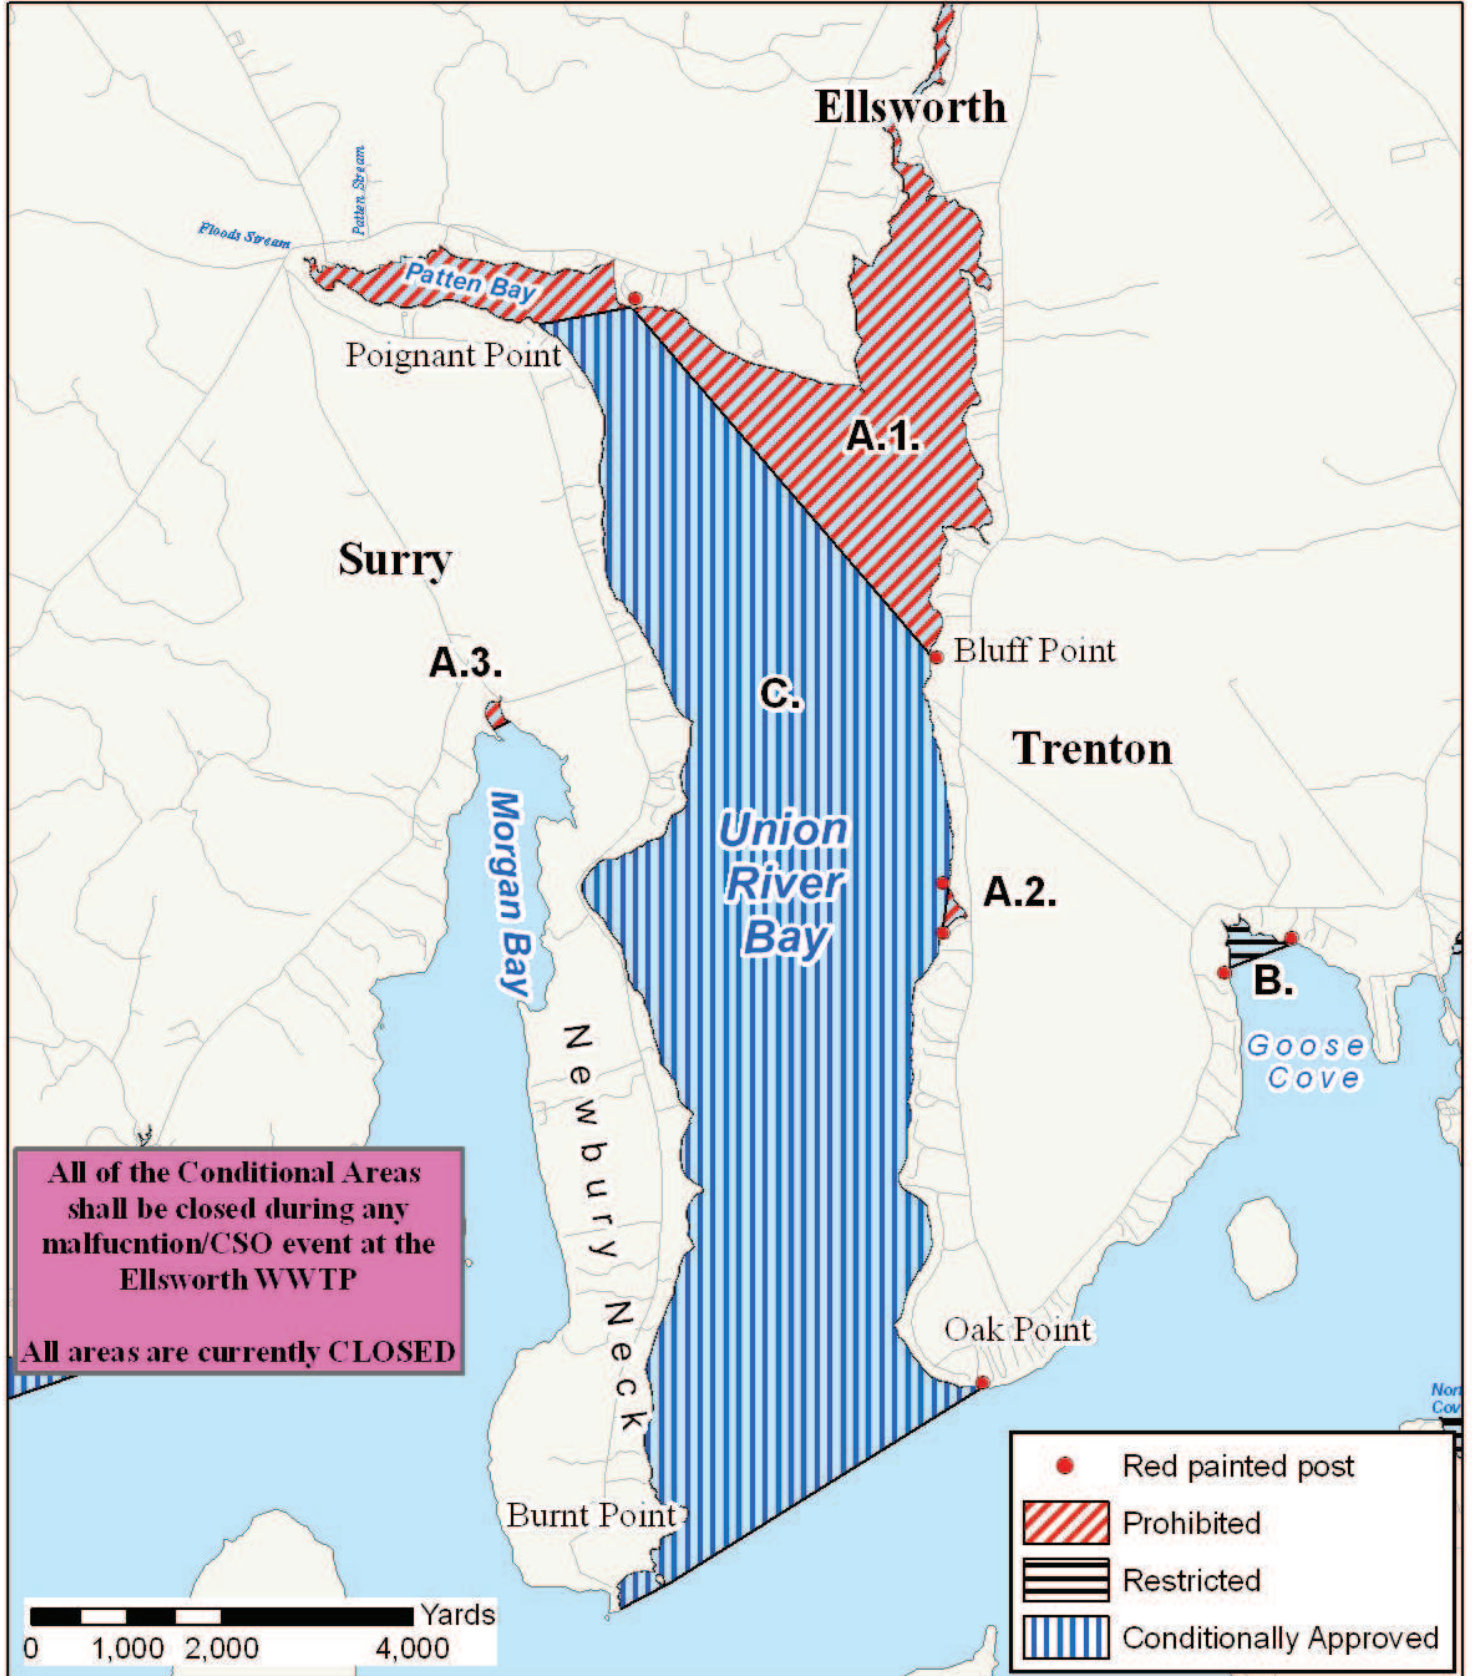 Ellsworth
Patten Stream
Floods Stream
Patten Bay
Poignant Point
A.1.
Surry
Bluff Point
A.3.
C.
Trenton
Morgan Bay
Union
River
Bay
A.2.
B.
Goose
Cove
Newbury Neck
All of the Conditional Areas
shall be closed during any
malfucntion/CSO event at the
Ellsworth WWTP
All areas are currently CLOSED
Oak Point
Nor
Cov
Burnt Point
Red painted post
Prohibited
Restricted
Conditionally Approved
Yards
0 1,000 2,000 4,000